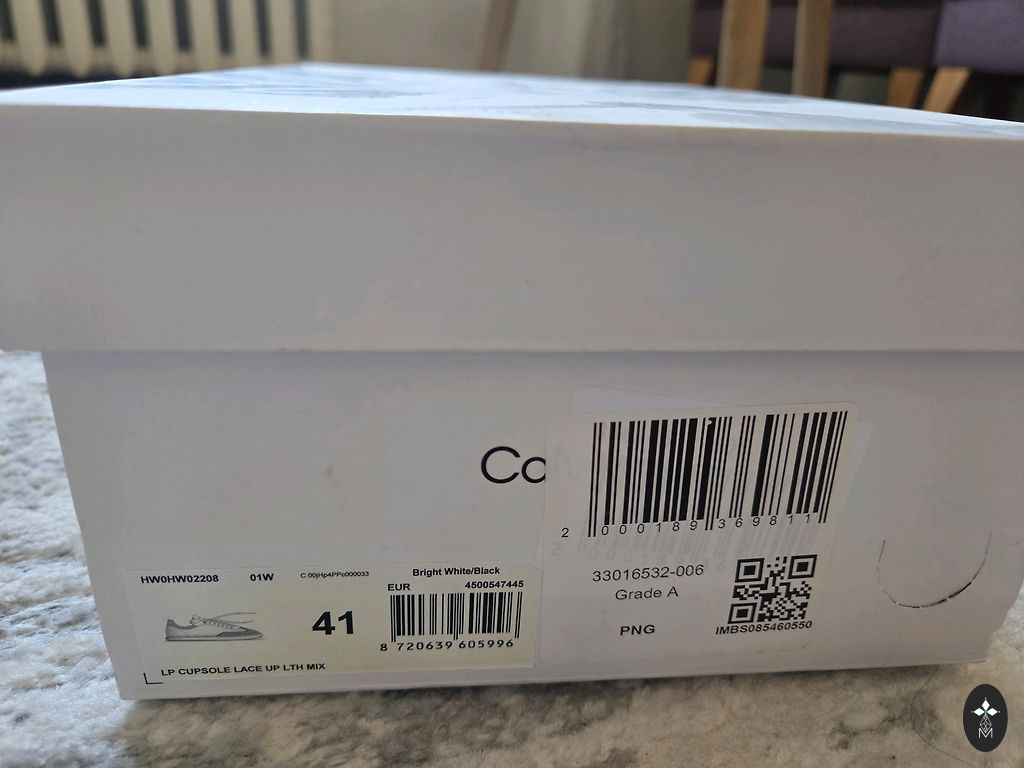 Ca
2 000189 369811
33016532-006
Grade A
PNG
IMBS085460550
HW0HW02208 01W C 00jHp4PPc000033 Bright White/Black
EUR 4500547445
41
8 720639 605996
LP CUPSOLE LACE UP LTH MIX
M